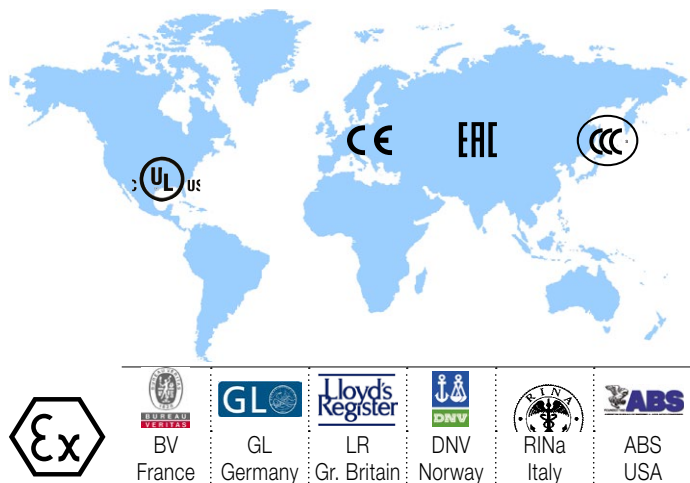 CE
EAC
CCC
c UL us
BUREAU
VERITAS
GL
Lloyd's
Register
DNV
RINA
ABS
Ex
BV
GL
LR
DNV
RINa
ABS
France
Germany
Gr. Britain
Norway
Italy
USA